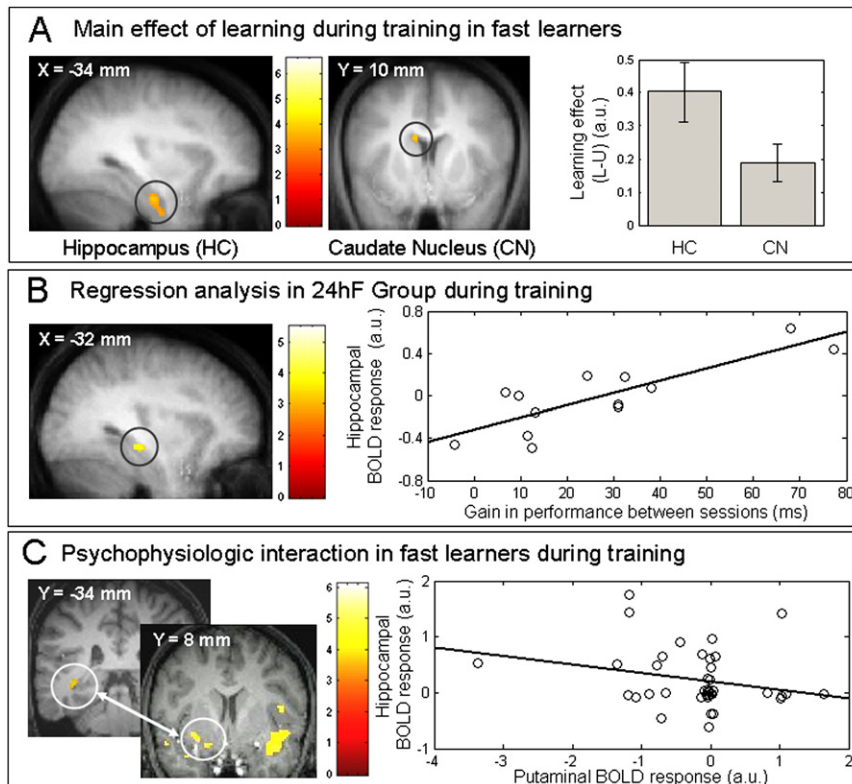 A Main effect of learning during training in fast learners
X = -34 mm
6
5
4
3
2
1
0
Y = 10 mm
Hippocampus (HC)
Caudate Nucleus (CN)
Learning effect
(L-U) (a.u.)
0.5
0.4
0.3
0.2
0.1
0
HC CN
B Regression analysis in 24hF Group during training
X = -32 mm
5
4
3
2
1
0
Hippocampal
BOLD response (a.u.)
0.8
0.4
0
-0.4
-0.8
-10 0 10 20 30 40 50 60 70 80
Gain in performance between sessions (ms)
C Psychophysiologic interaction in fast learners during training
Y = -34 mm
Y = 8 mm
6
5
4
3
2
1
0
Hippocampal
BOLD response (a.u.)
2
1
0
-1
-4 -3 -2 -1 0 1 2
Putaminal BOLD response (a.u.)